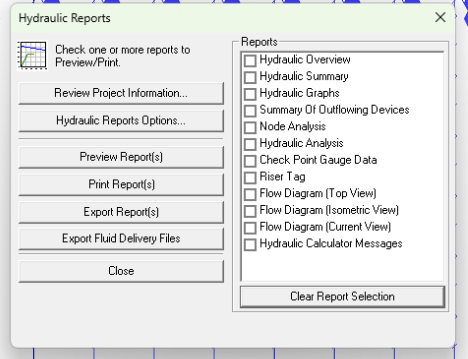 Hydraulic Reports
Check one or more reports to
Preview/Print.
Review Project Information...
Hydraulic Reports Options...
Preview Report(s)
Print Report(s)
Export Report(s)
Export Fluid Delivery Files
Close
Reports
Hydraulic Overview
Hydraulic Summary
Hydraulic Graphs
Summary Of Outflowing Devices
Node Analysis
Hydraulic Analysis
Check Point Gauge Data
Riser Tag
Flow Diagram (Top View)
Flow Diagram (Isometric View)
Flow Diagram (Current View)
Hydraulic Calculator Messages
Clear Report Selection